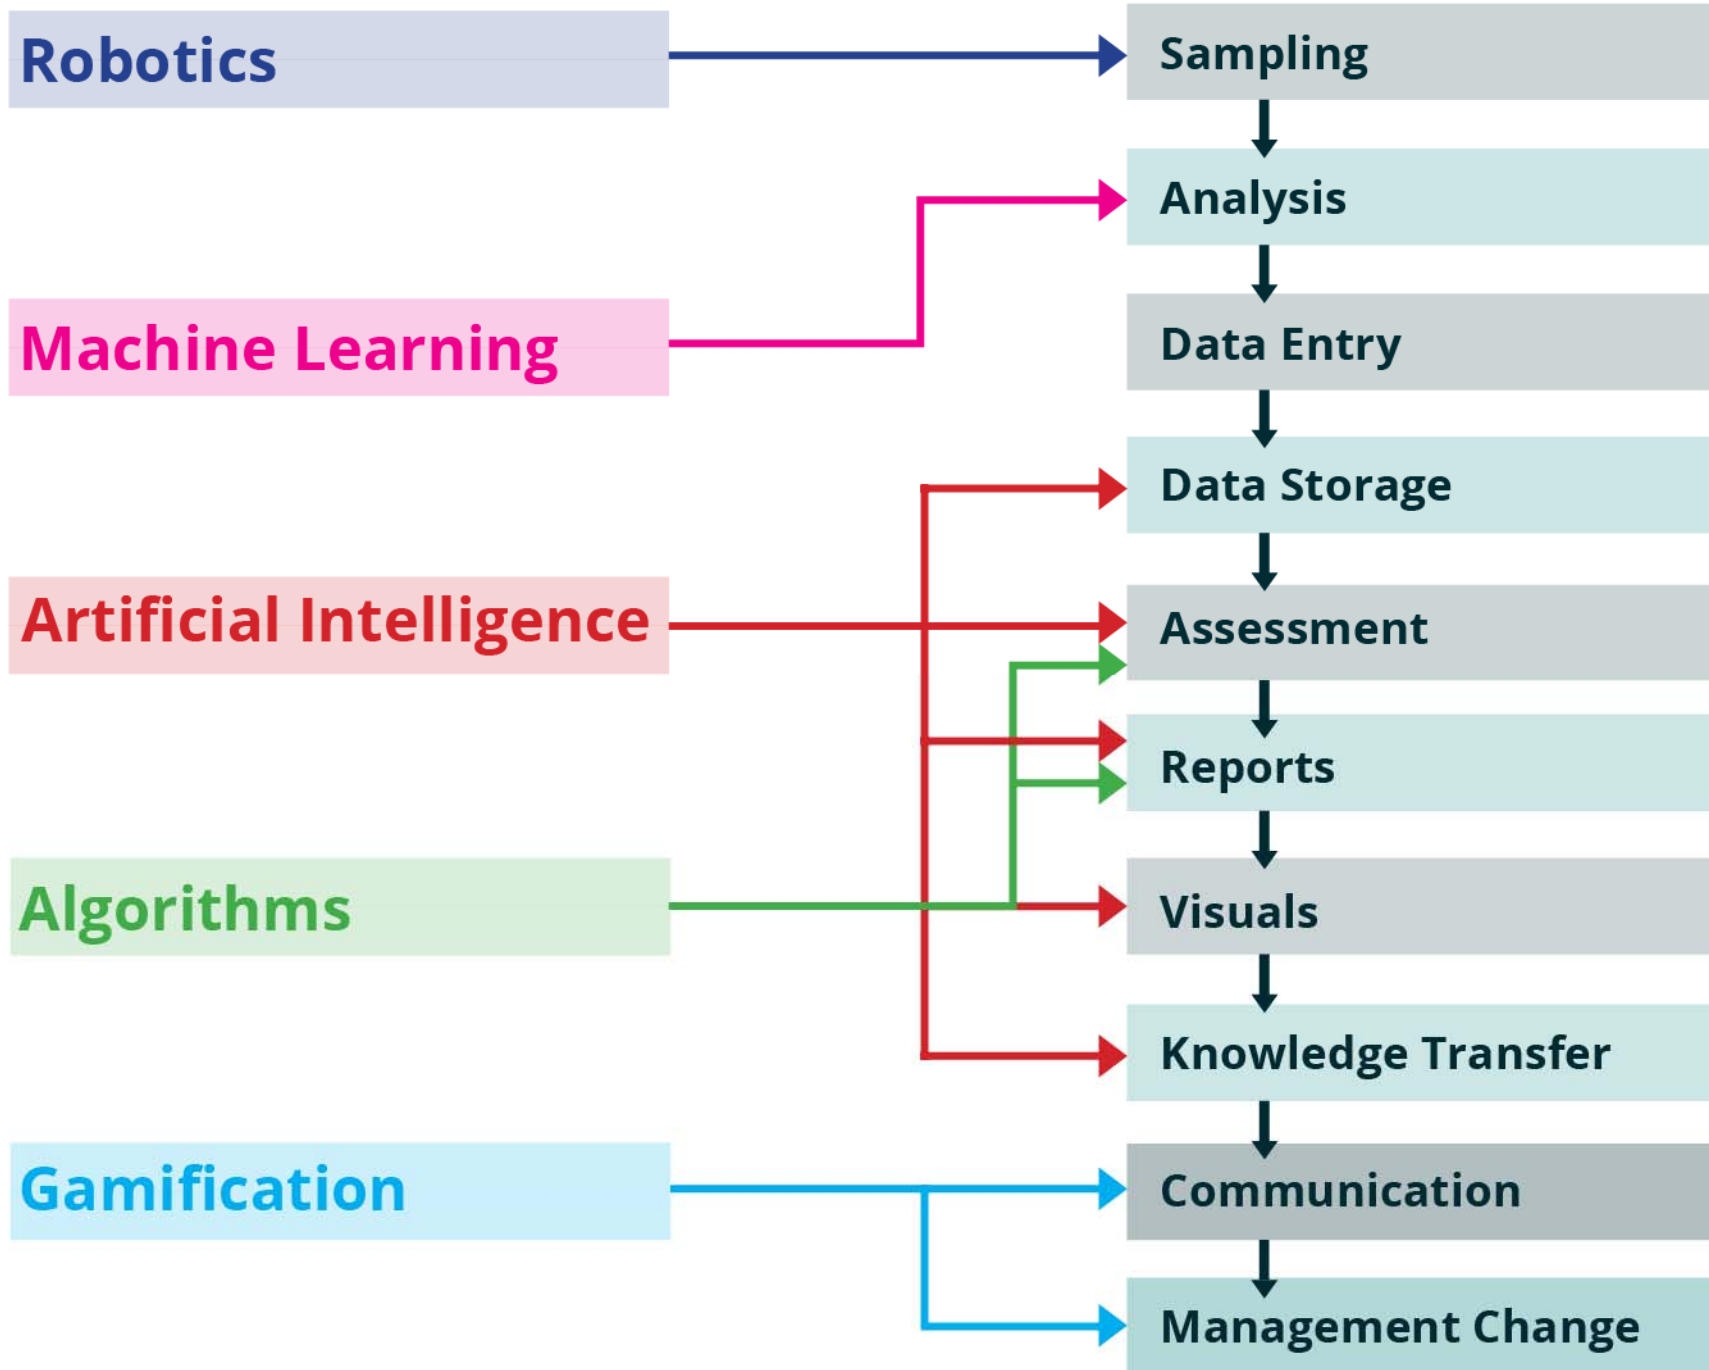 Robotics
Machine Learning
Artificial Intelligence
Algorithms
Gamification
Sampling
Analysis
Data Entry
Data Storage
Assessment
Reports
Visuals
Knowledge Transfer
Communication
Management Change